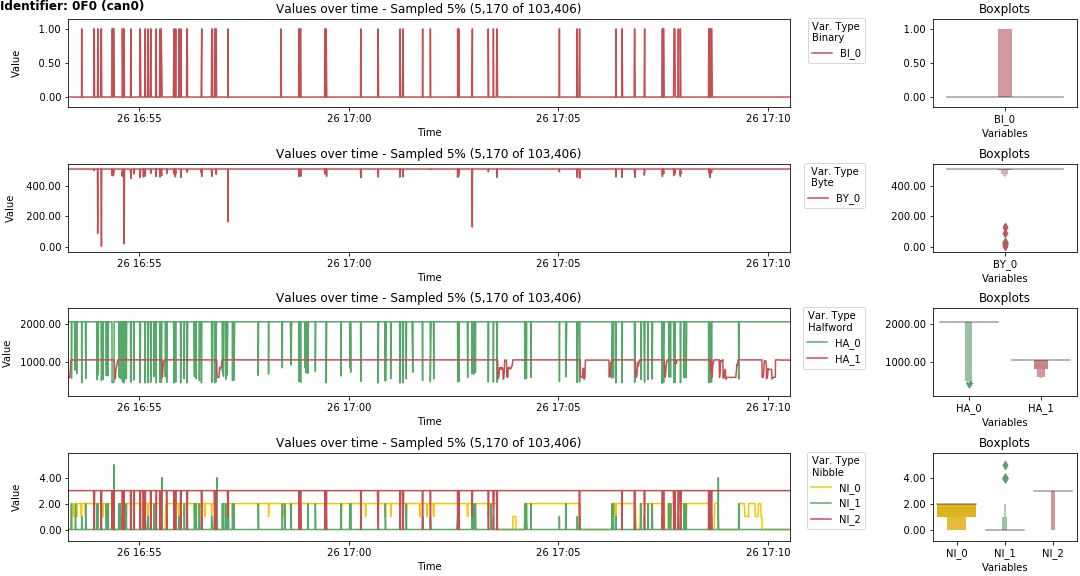 Identifier: 0F0 (can0)
Values over time - Sampled 5% (5,170 of 103,406)
Boxplots
Value
1.00
0.50
0.00
26 16:55
26 17:00
26 17:05
26 17:10
Time
Var. Type
Binary
BI_0
1.00
0.50
0.00
BI_0
Variables
Values over time - Sampled 5% (5,170 of 103,406)
Boxplots
Value
400.00
200.00
0.00
26 16:55
26 17:00
26 17:05
26 17:10
Time
Var. Type
Byte
BY_0
400.00
200.00
0.00
BY_0
Variables
Values over time - Sampled 5% (5,170 of 103,406)
Boxplots
Value
2000.00
1000.00
26 16:55
26 17:00
26 17:05
26 17:10
Time
Var. Type
Halfword
HA_0
HA_1
2000.00
1000.00
HA_0
HA_1
Variables
Values over time - Sampled 5% (5,170 of 103,406)
Boxplots
Value
4.00
2.00
0.00
26 16:55
26 17:00
26 17:05
26 17:10
Time
Var. Type
Nibble
NI_0
NI_1
NI_2
4.00
2.00
0.00
NI_0
NI_1
NI_2
Variables